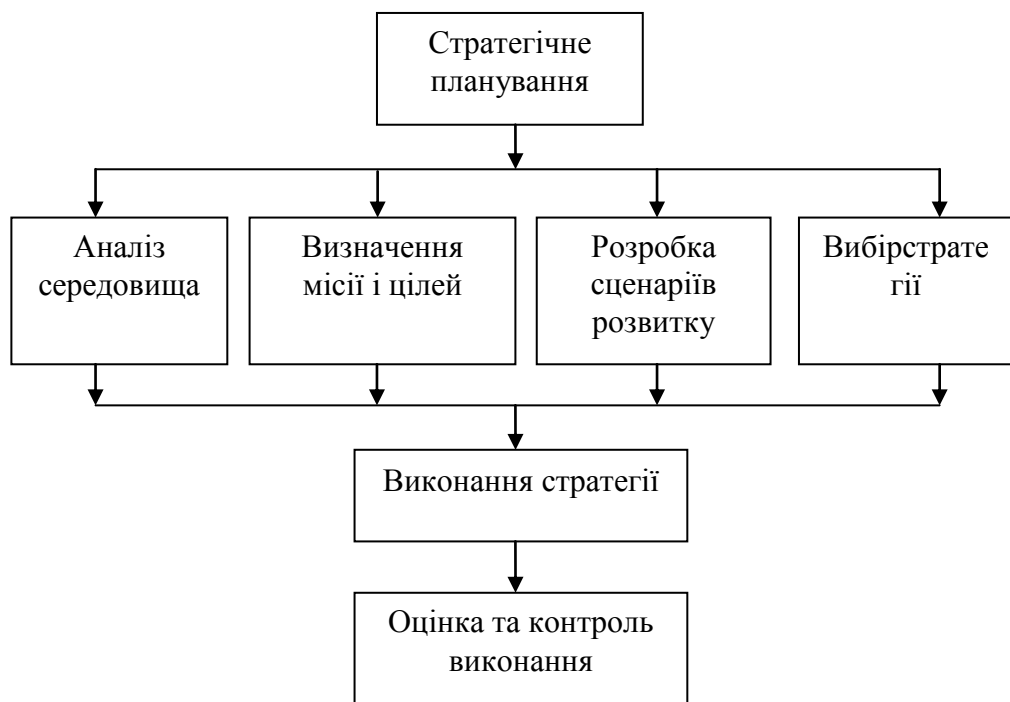 Стратегічне
планування
Аналіз
середовища
Визначення
місії і цілей
Розробка
сценаріїв
розвитку
Вибірстрате
гії
Виконання стратегії
Оцінка та контроль
виконання